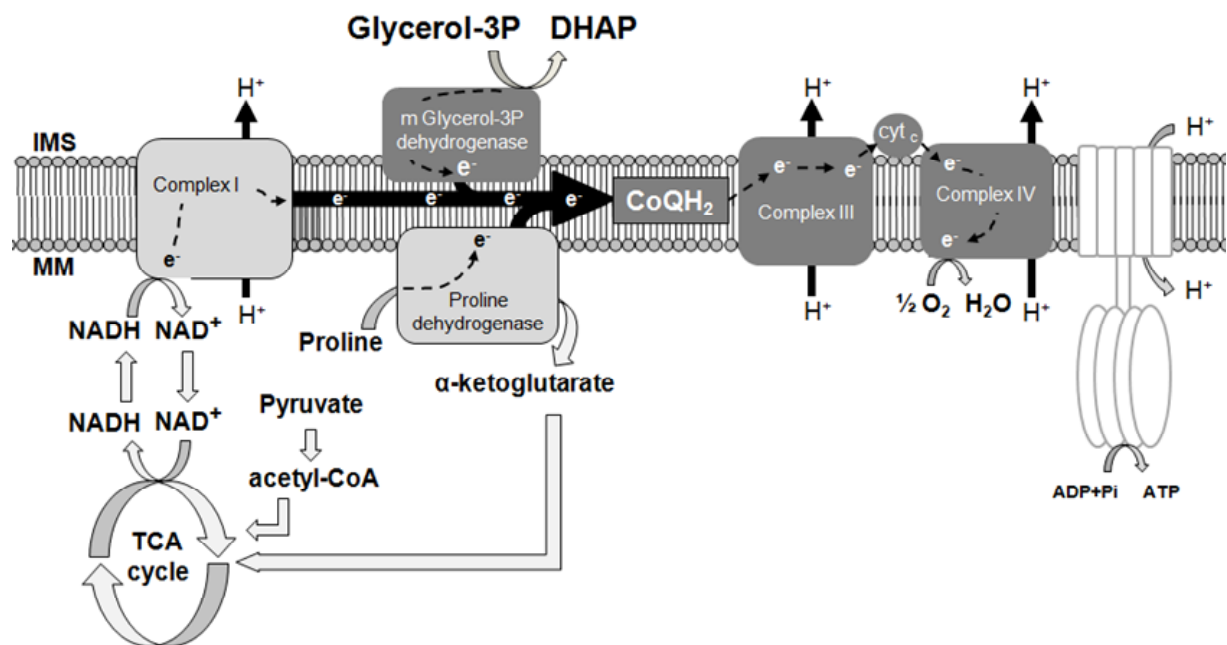 Glycerol-3P DHAP
H⁺
H⁺
H⁺
m Glycerol-3P
dehydrogenase
cyt c
H⁺
IMS
e⁻
e⁻
e⁻
e⁻
Complex I
e⁻
e⁻
e⁻
e⁻
CoQH₂
Complex III
Complex IV
MM
e⁻
e⁻
e⁻
Proline
dehydrogenase
½ O₂ H₂O
H⁺
H⁺
H⁺
H⁺
NADH NAD⁺
Proline
α-ketoglutarate
NADH NAD⁺
Pyruvate
acetyl-CoA
ADP+Pi ATP
TCA
cycle